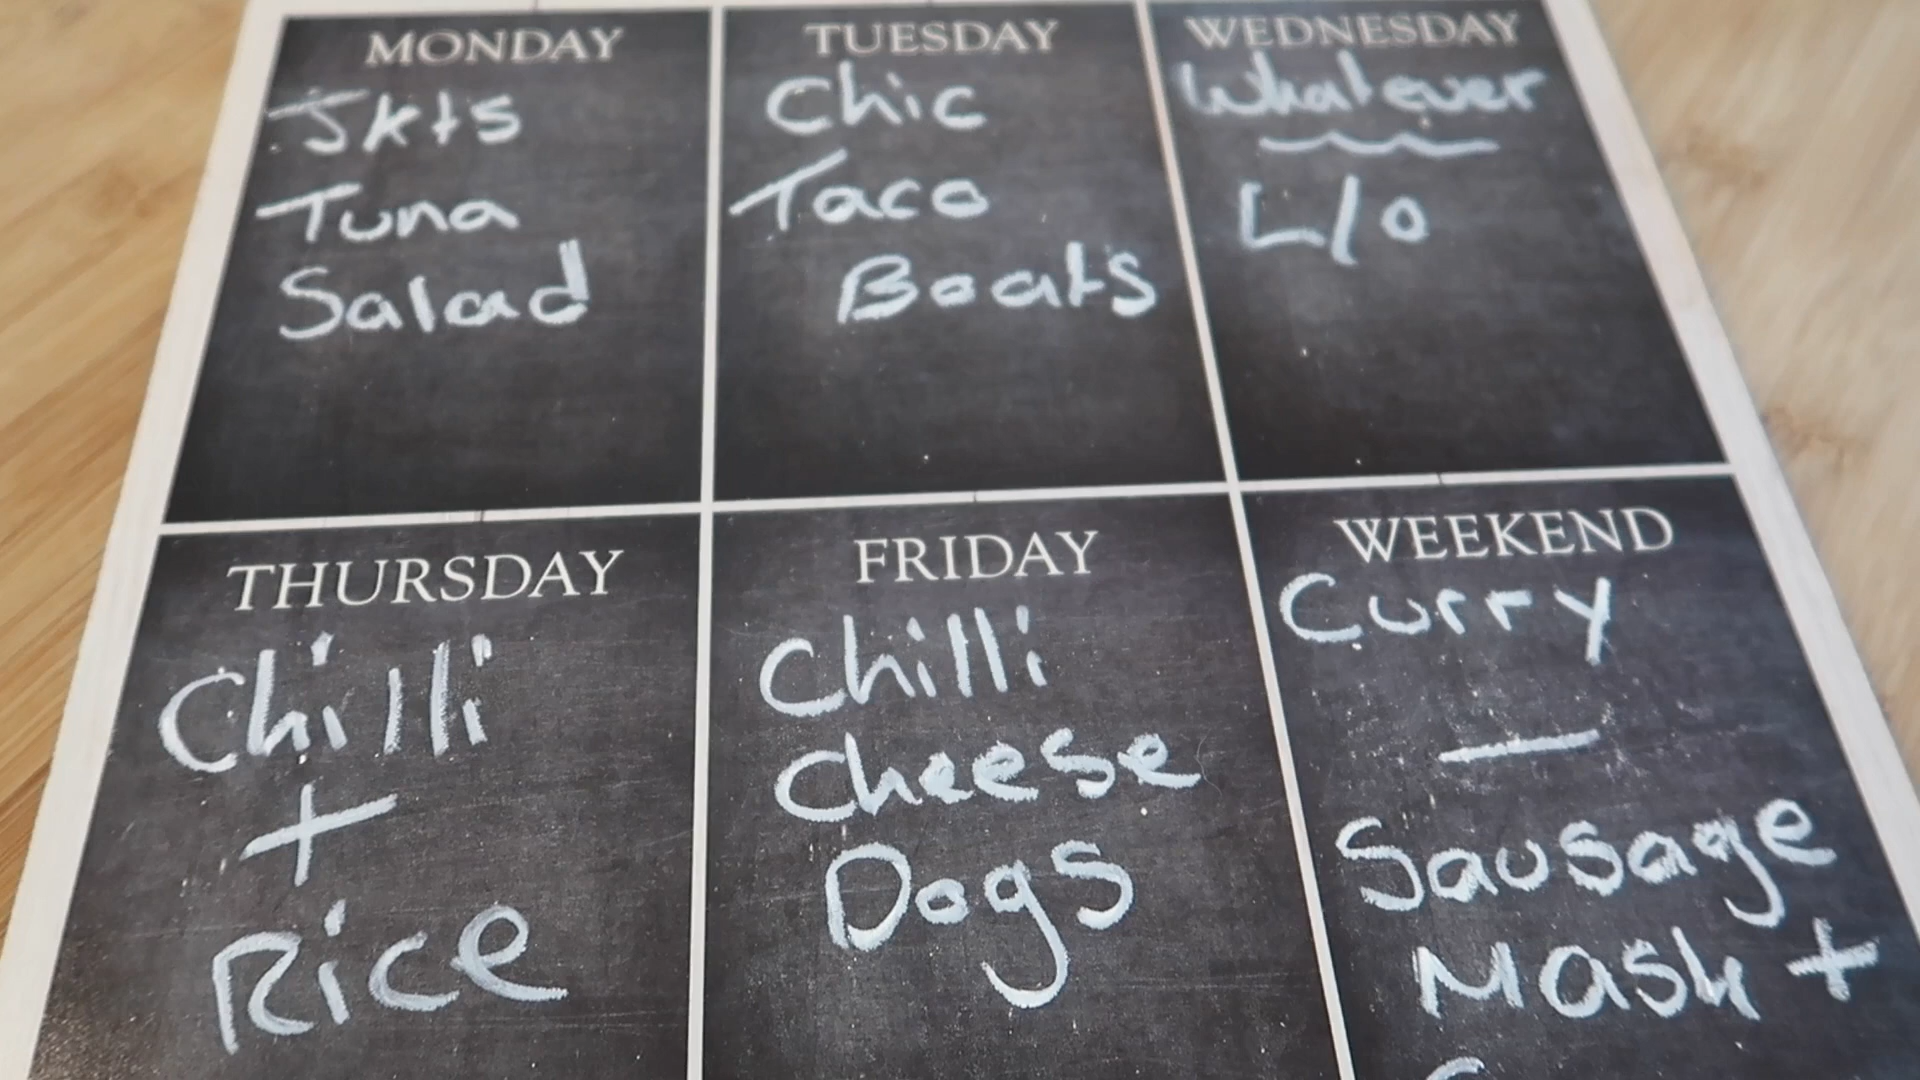 MONDAY
Jkts
Tuna
Salad
TUESDAY
Chic
Taco
Boats
WEDNESDAY
Whatever
L/o
THURSDAY
Chilli
+
Rice
FRIDAY
Chilli
Cheese
Dogs
WEEKEND
Curry
—
Sausage
Mash +